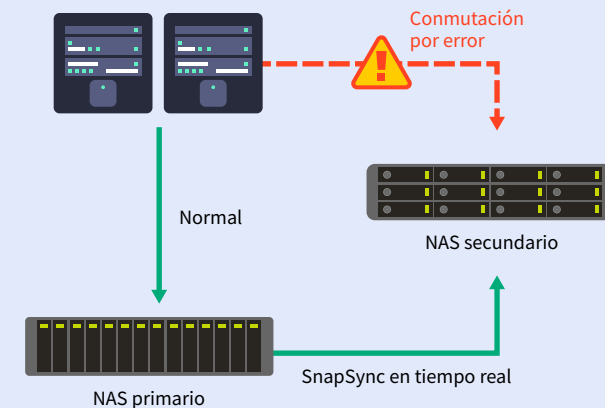 Conmutación
por error
Normal
NAS secundario
SnapSync en tiempo real
NAS primario